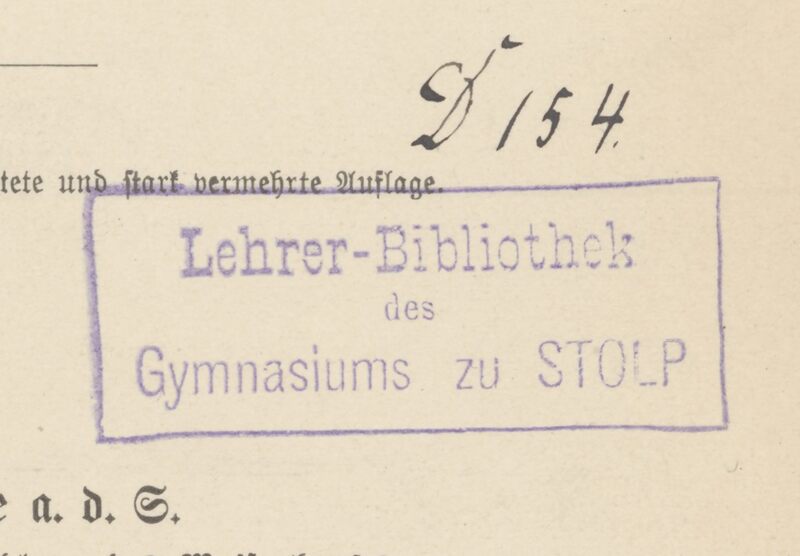 D 154.
tete und stark vermehrte Auflage.
Lehrer-Bibliothek
des
Gymnasiums zu STOLP
e a. d. S.